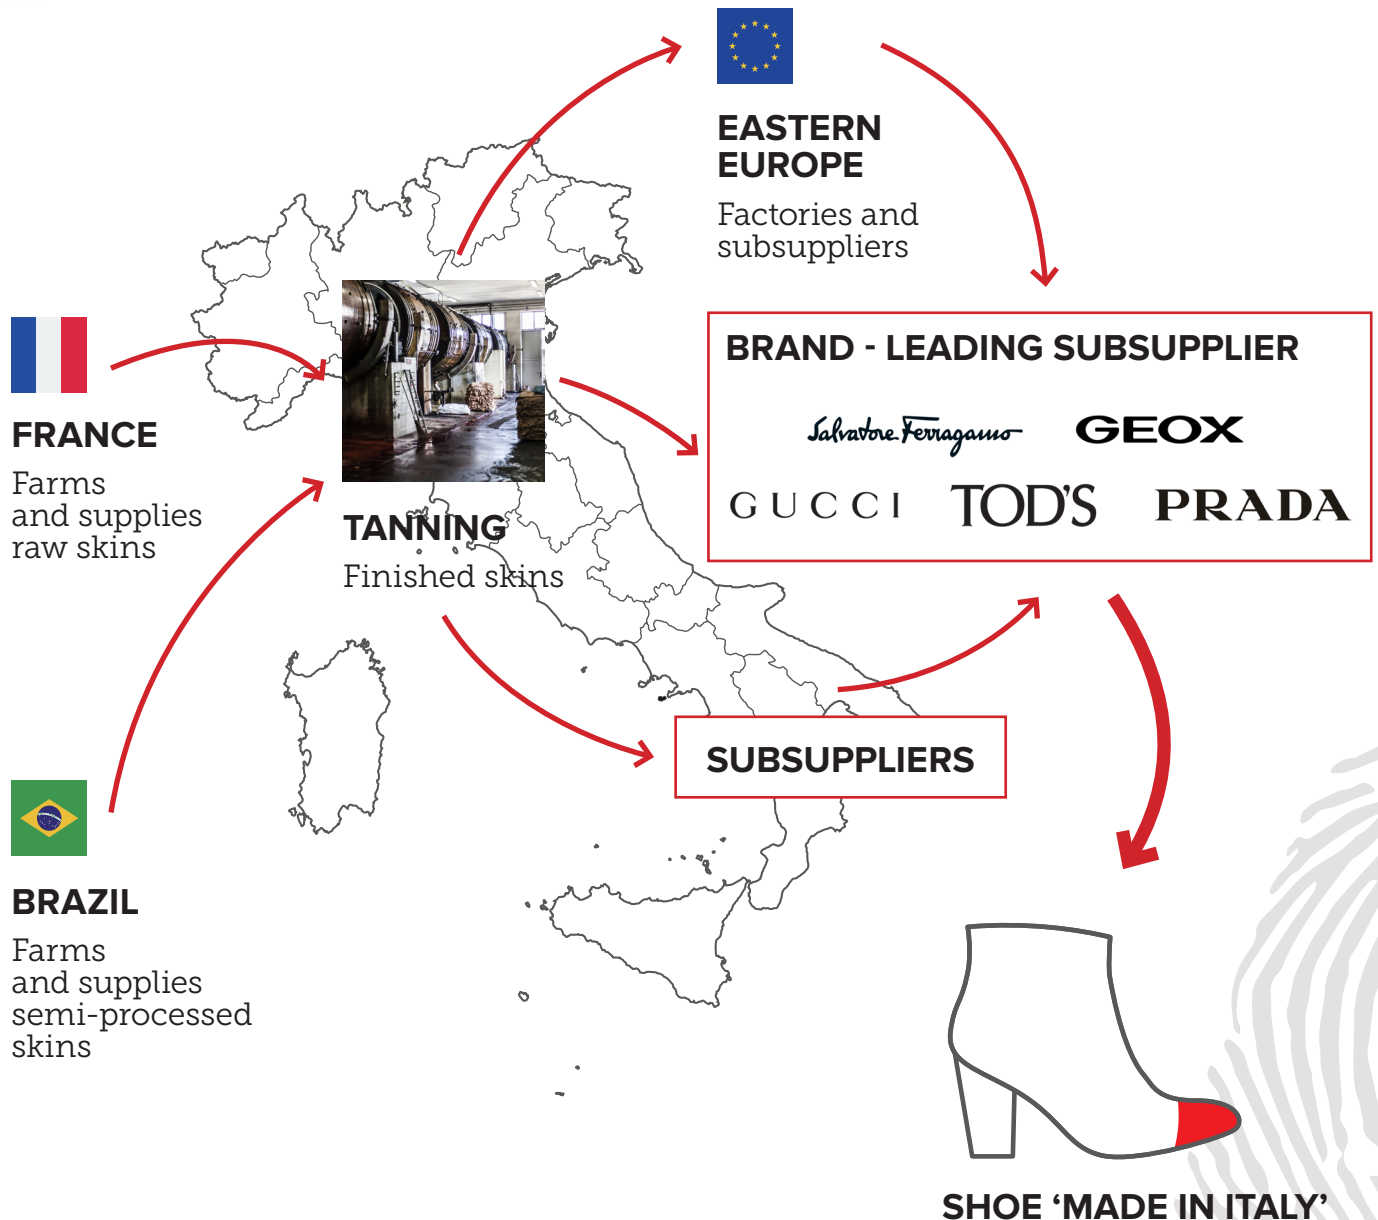 EASTERN
EUROPE
Factories and
subsuppliers
FRANCE
Farms
and supplies
raw skins
TANNING
Finished skins
BRAND - LEADING SUBSUPPLIER
Salvatore Ferragamo
GEOX
GUCCI
TOD'S
PRADA
SUBSUPPLIERS
BRAZIL
Farms
and supplies
semi-processed
skins
SHOE ‘MADE IN ITALY’